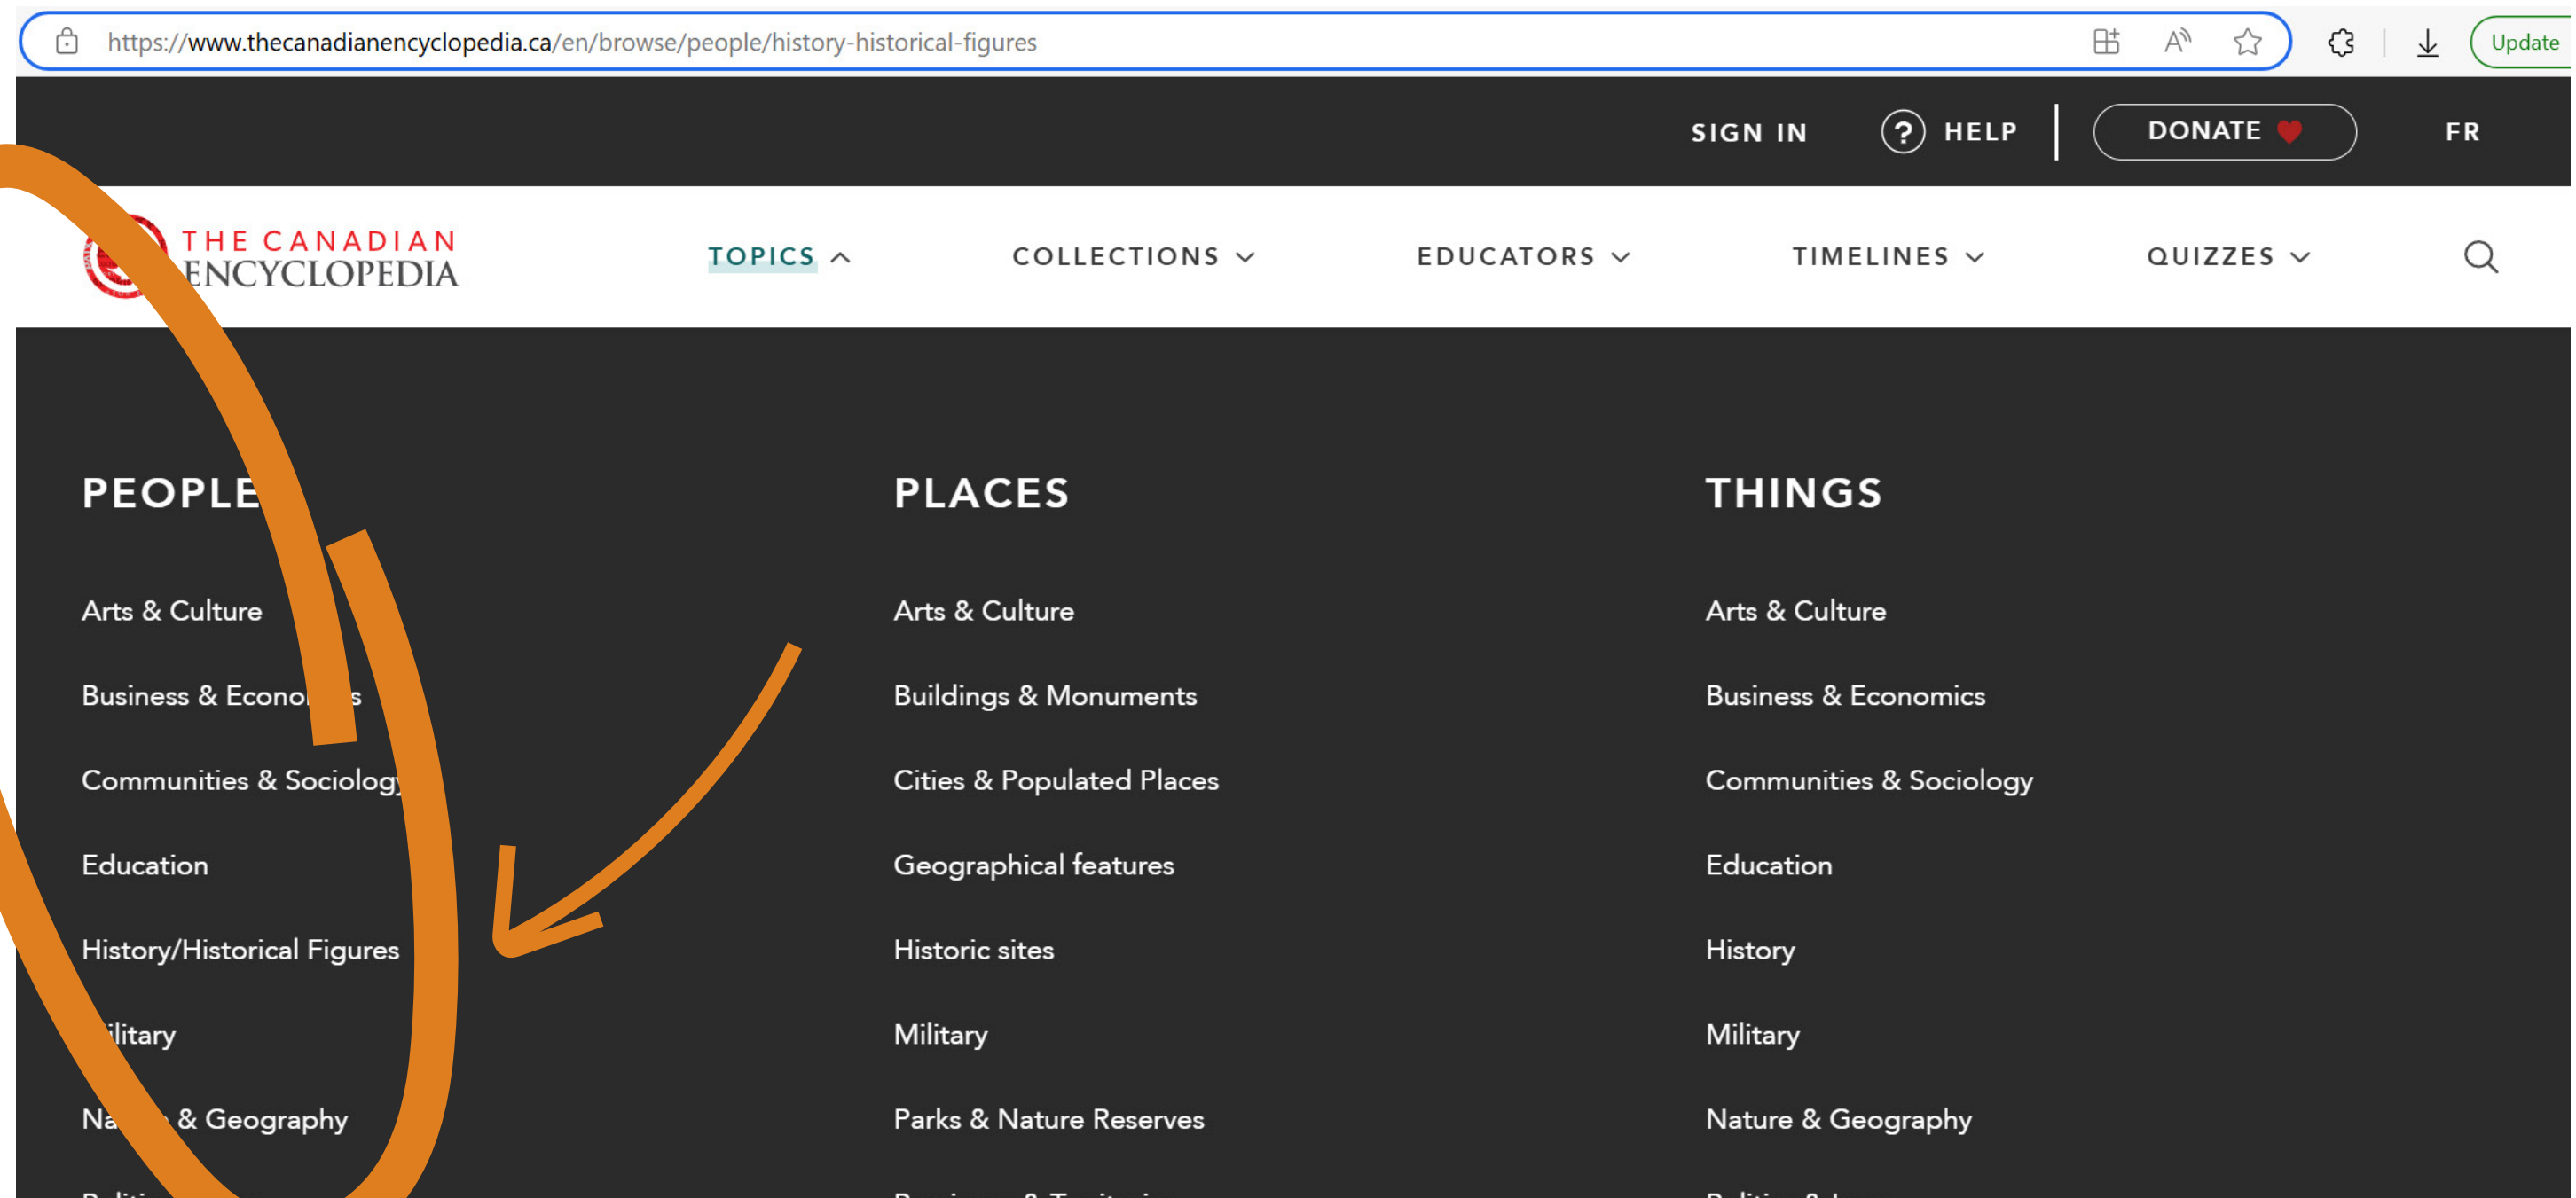 https://www.thecanadianencyclopedia.ca/en/browse/people/history-historical-figures
Update
SIGN IN ? HELP DONATE FR
THE CANADIAN
ENCYCLOPEDIA
TOPICS COLLECTIONS EDUCATORS TIMELINES QUIZZES
PEOPLE PLACES THINGS
Arts & Culture Arts & Culture Arts & Culture
Business & Buildings & Monuments Business & Economics
Communities & Sociology Cities & Populated Places Communities & Sociology
Education Geographical features Education
History/Historical Figures Historic sites History
Military Military
& Geography Parks & Nature Reserves Nature & Geography